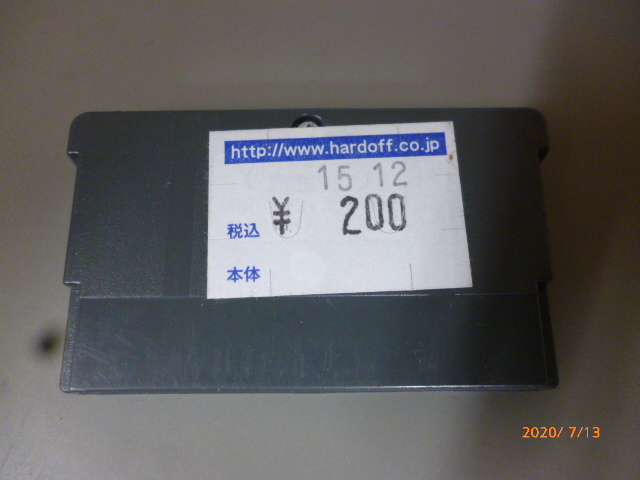 http://www.hardoff.co.jp
15 12
税込 ¥ 200
本体
2020/ 7/13